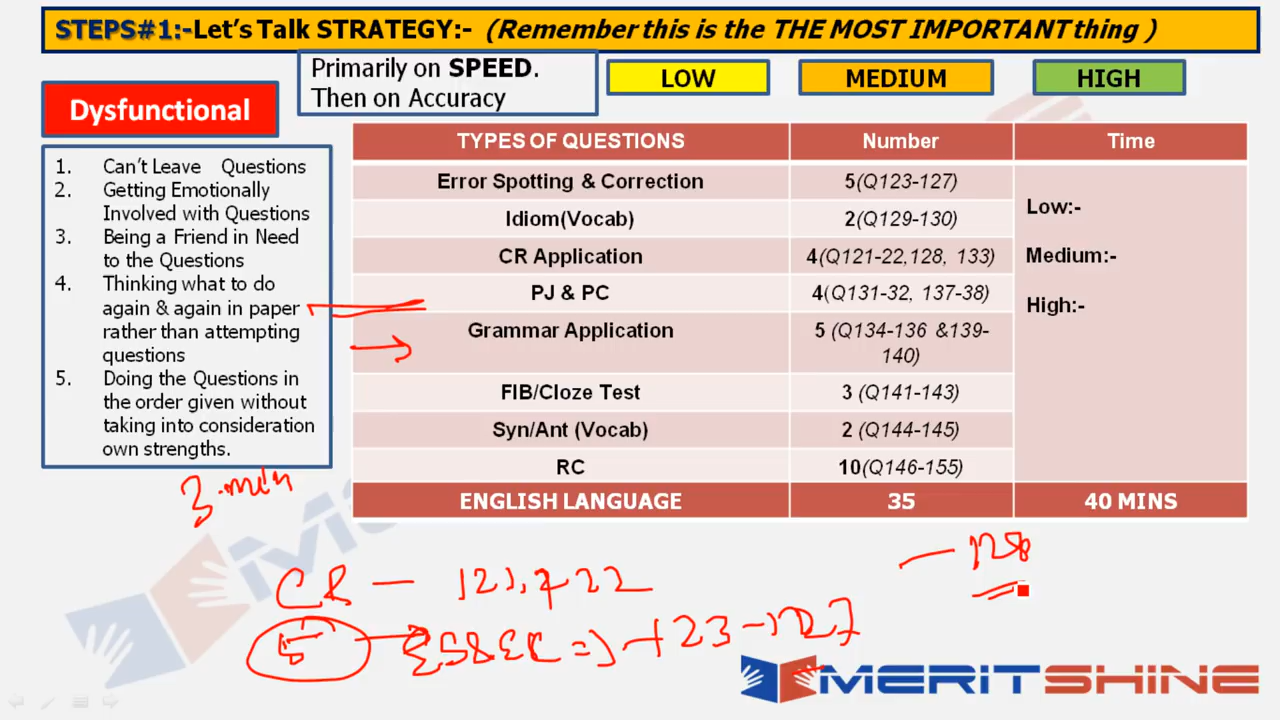 STEPS#1:-Let's Talk STRATEGY:- (Remember this is the THE MOST IMPORTANT thing )
Primarily on SPEED.
Then on Accuracy
LOW
MEDIUM
HIGH
Dysfunctional
1. Can't Leave Questions
2. Getting Emotionally
Involved with Questions
3. Being a Friend in Need
to the Questions
4. Thinking what to do
again & again in paper
rather than attempting
questions
5. Doing the Questions in
the order given without
taking into consideration
own strengths.
TYPES OF QUESTIONS Number Time
Error Spotting & Correction 5(Q123-127)
Idiom(Vocab) 2(Q129-130)
CR Application 4(Q121-22,128, 133)
PJ & PC 4(Q131-32, 137-38)
Grammar Application 5 (Q134-136 &139-
140)
FIB/Cloze Test 3 (Q141-143)
Syn/Ant (Vocab) 2 (Q144-145)
RC 10(Q146-155)
Low:-
Medium:-
High:-
ENGLISH LANGUAGE 35 40 MINS
3.min
CR - 121, 122
- 128
5 ES&EC => 123-127
MERITSHINE